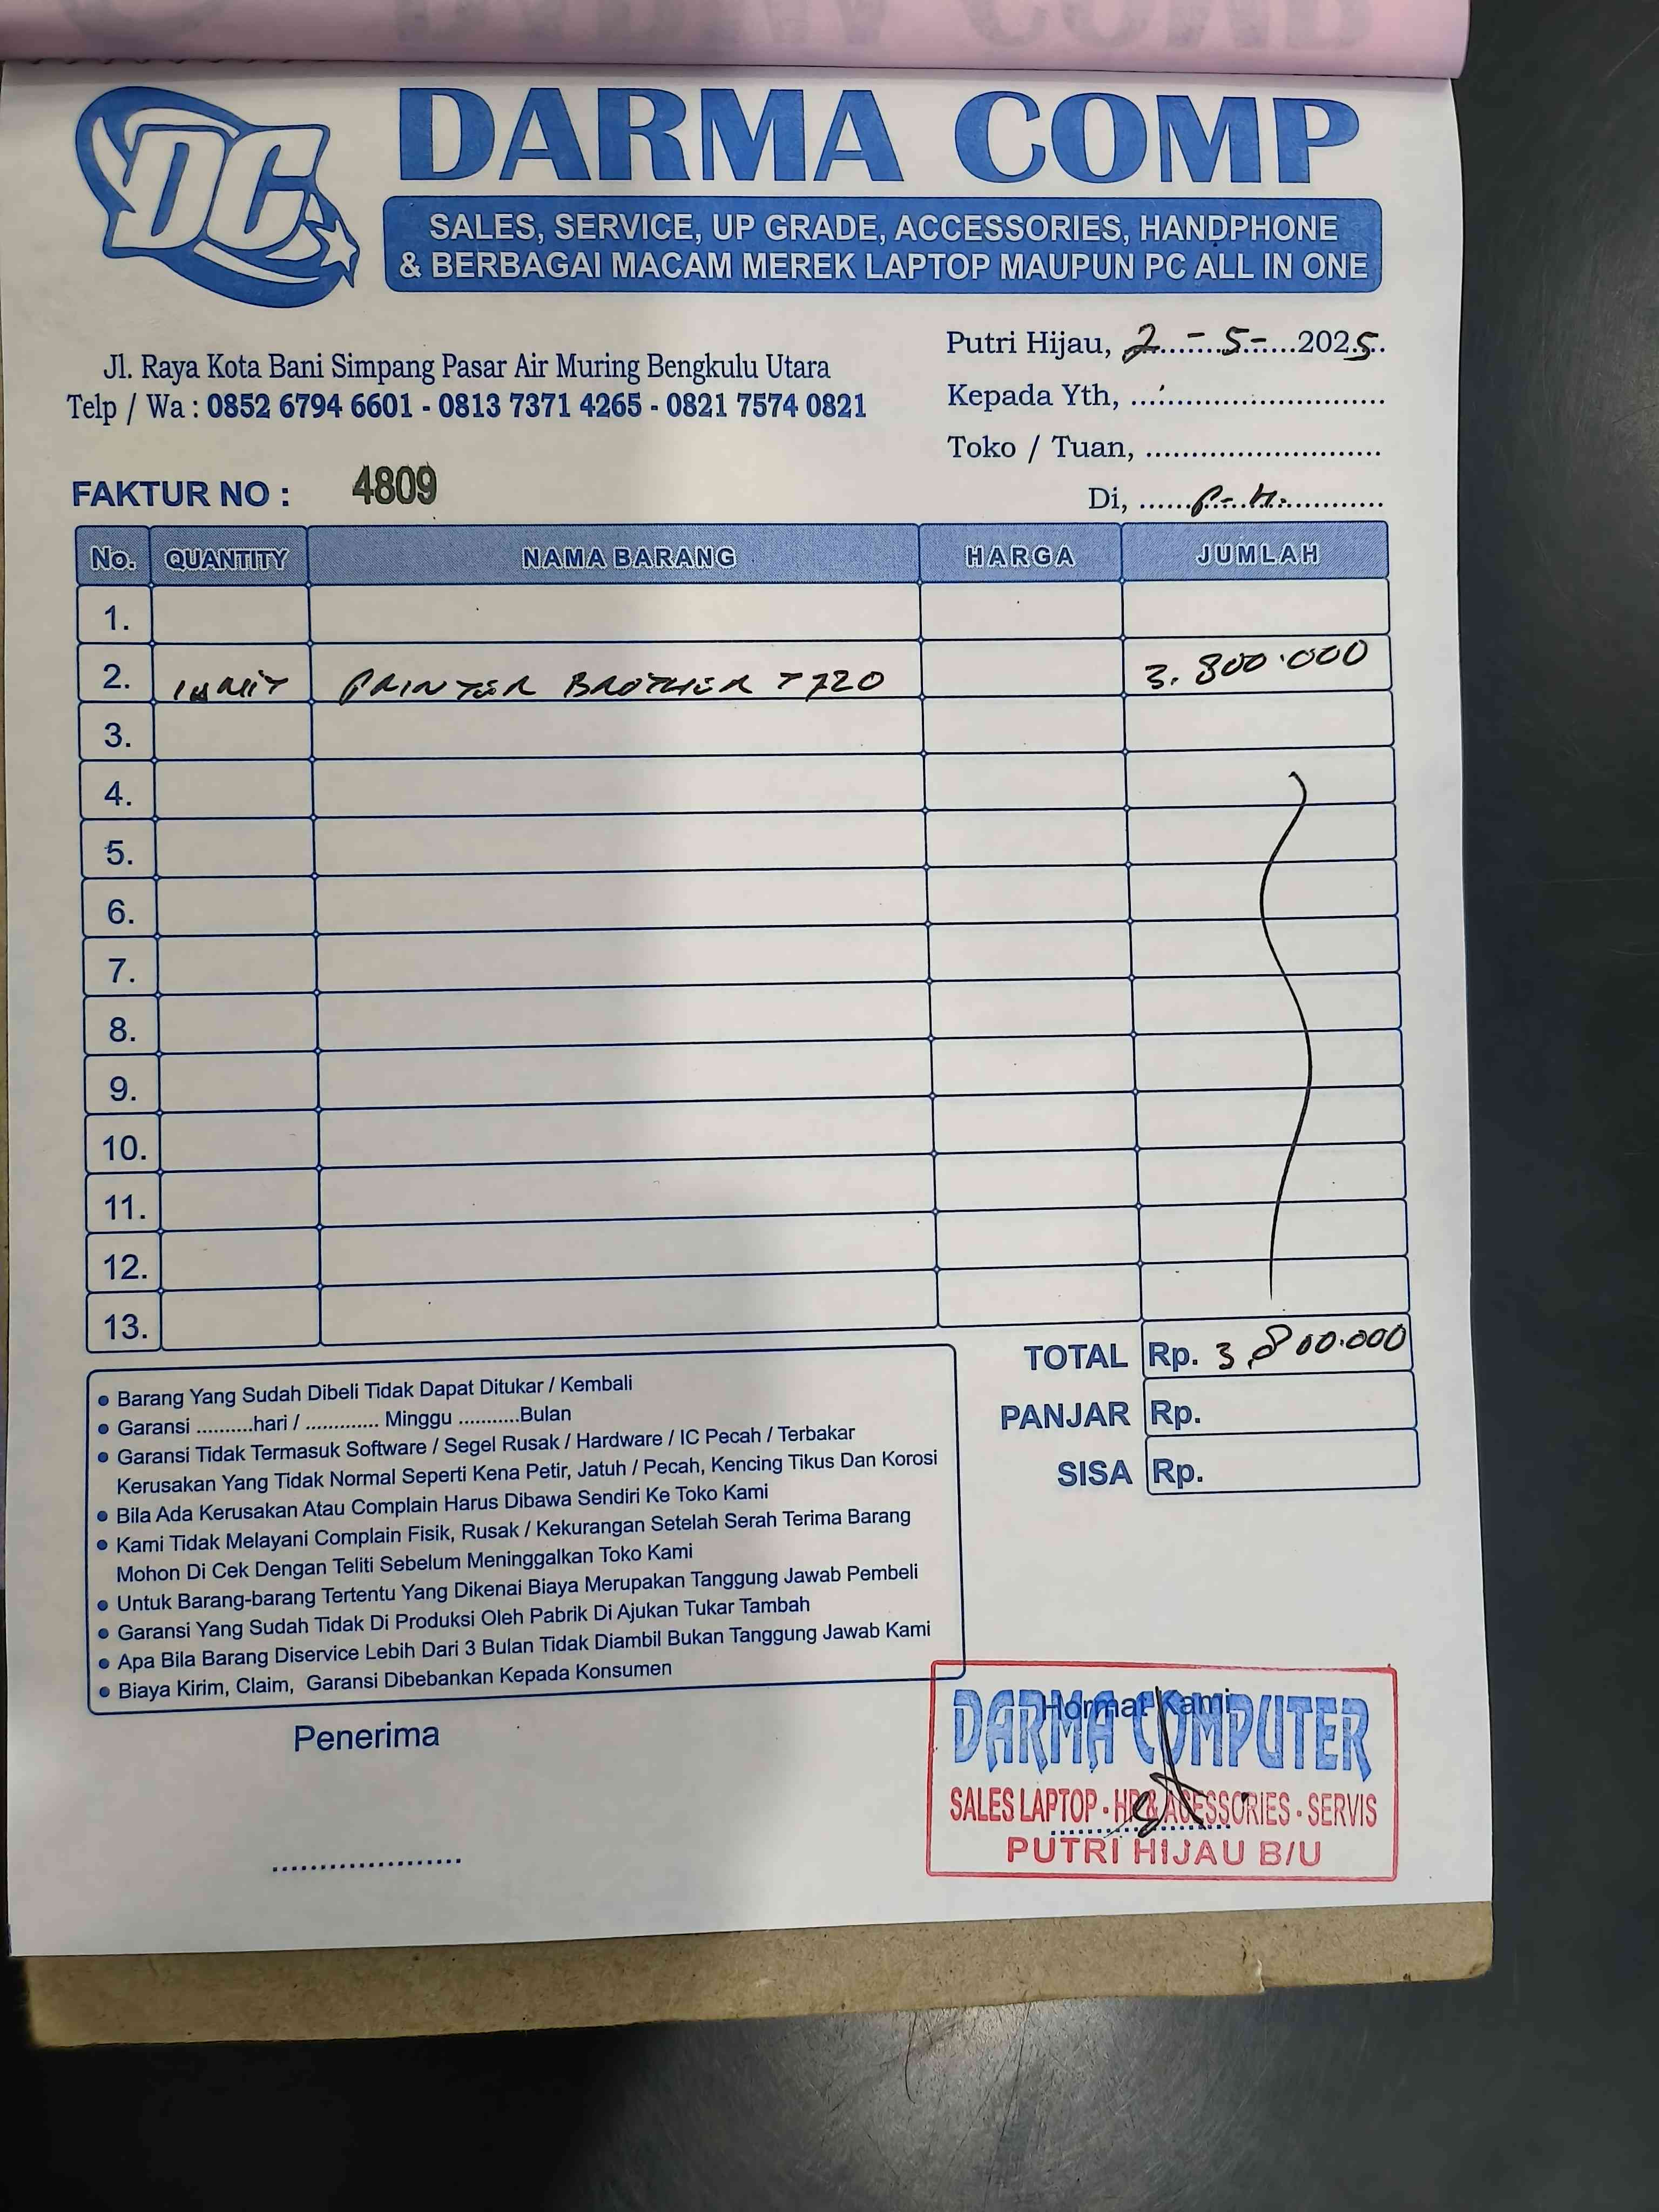 DC
DARMA COMP
SALES, SERVICE, UP GRADE, ACCESSORIES, HANDPHONE
& BERBAGAI MACAM MEREK LAPTOP MAUPUN PC ALL IN ONE
Jl. Raya Kota Bani Simpang Pasar Air Muring Bengkulu Utara
Telp / Wa : 0852 6794 6601 - 0813 7371 4265 - 0821 7574 0821
Putri Hijau, 2 - 5 - 2025
Kepada Yth, ............................
Toko / Tuan, ..........................
FAKTUR NO : 4809
Di, ...... P.H. .............
No. QUANTITY NAMA BARANG HARGA JUMLAH
1.
2. 1 UNIT PRINTER BROTHER T720 3.800.000
3.
4.
5.
6.
7.
8.
9.
10.
11.
12.
13.
TOTAL Rp. 3.800.000
PANJAR Rp.
SISA Rp.
• Barang Yang Sudah Dibeli Tidak Dapat Ditukar / Kembali
• Garansi ..........hari / ............. Minggu ...........Bulan
• Garansi Tidak Termasuk Software / Segel Rusak / Hardware / IC Pecah / Terbakar
Kerusakan Yang Tidak Normal Seperti Kena Petir, Jatuh / Pecah, Kencing Tikus Dan Korosi
• Bila Ada Kerusakan Atau Complain Harus Dibawa Sendiri Ke Toko Kami
• Kami Tidak Melayani Complain Fisik, Rusak / Kekurangan Setelah Serah Terima Barang
Mohon Di Cek Dengan Teliti Sebelum Meninggalkan Toko Kami
• Untuk Barang-barang Tertentu Yang Dikenai Biaya Merupakan Tanggung Jawab Pembeli
• Garansi Yang Sudah Tidak Di Produksi Oleh Pabrik Di Ajukan Tukar Tambah
• Apa Bila Barang Diservice Lebih Dari 3 Bulan Tidak Diambil Bukan Tanggung Jawab Kami
• Biaya Kirim, Claim, Garansi Dibebankan Kepada Konsumen
Penerima
Hormat Kami
DARMA COMPUTER
SALES LAPTOP - HP & ACESSORIES - SERVIS
PUTRI HIJAU B/U